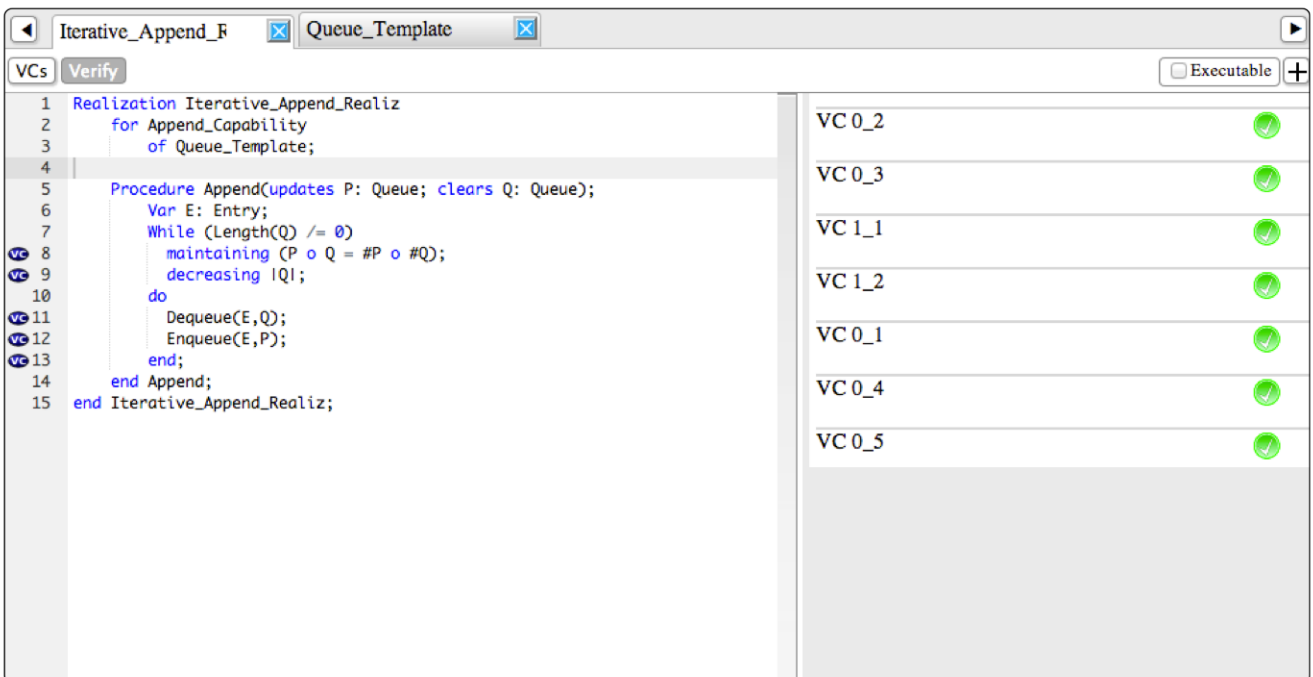 Iterative_Append_R
Queue_Template
VCs Verify Executable
1 Realization Iterative_Append_Realiz
2 for Append_Capability
3 of Queue_Template;
4
5 Procedure Append(updates P: Queue; clears Q: Queue);
6 Var E: Entry;
7 While (Length(Q) /= 0)
vc 8 maintaining (P o Q = #P o #Q);
vc 9 decreasing |Q|;
10 do
vc 11 Dequeue(E,Q);
vc 12 Enqueue(E,P);
vc 13 end;
14 end Append;
15 end Iterative_Append_Realiz;
VC 0_2
VC 0_3
VC 1_1
VC 1_2
VC 0_1
VC 0_4
VC 0_5